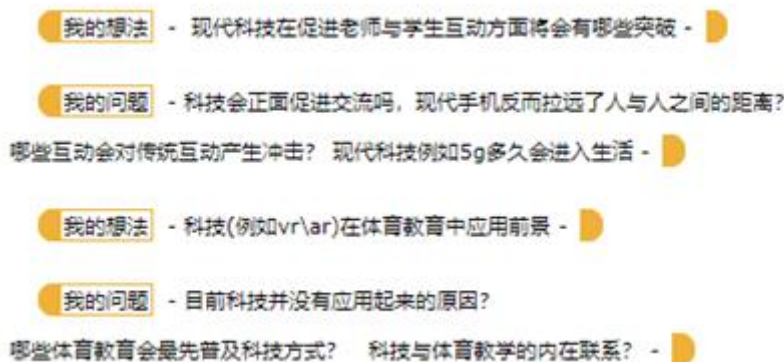 我的想法 - 现代科技在促进老师与学生互动方面将会有哪些突破 -
我的问题 - 科技会正面促进交流吗，现代手机反而拉远了人与人之间的距离？
哪些互动会对传统互动产生冲击？ 现代科技例如5g多久会进入生活 -
我的想法 - 科技(例如vr\ar)在体育教育中应用前景 -
我的问题 - 目前科技并没有应用起来的原因？
哪些体育教育会最先普及科技方式？ 科技与体育教学的内在联系？ -